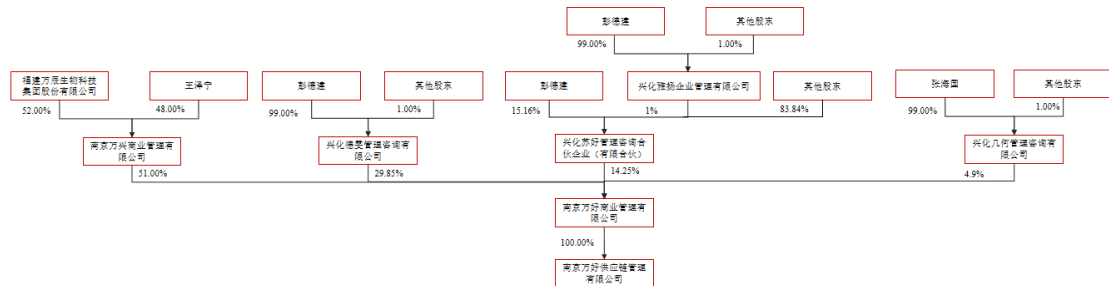 彭德建
其他股东
99.00%
1.00%
福建万辰生物科技
集团股份有限公司
王泽宁
彭德建
其他股东
彭德建
兴化雅扬企业管理有限公司
其他股东
张海国
其他股东
52.00%
48.00%
99.00%
1.00%
15.16%
1%
83.84%
99.00%
1.00%
南京万兴商业管理有
限公司
兴化德旻管理咨询有
限公司
兴化苏好管理咨询合
伙企业（有限合伙）
兴化几何管理咨询有
限公司
51.00%
29.85%
14.25%
4.9%
南京万好商业管理有
限公司
100.00%
南京万好供应链管理
有限公司